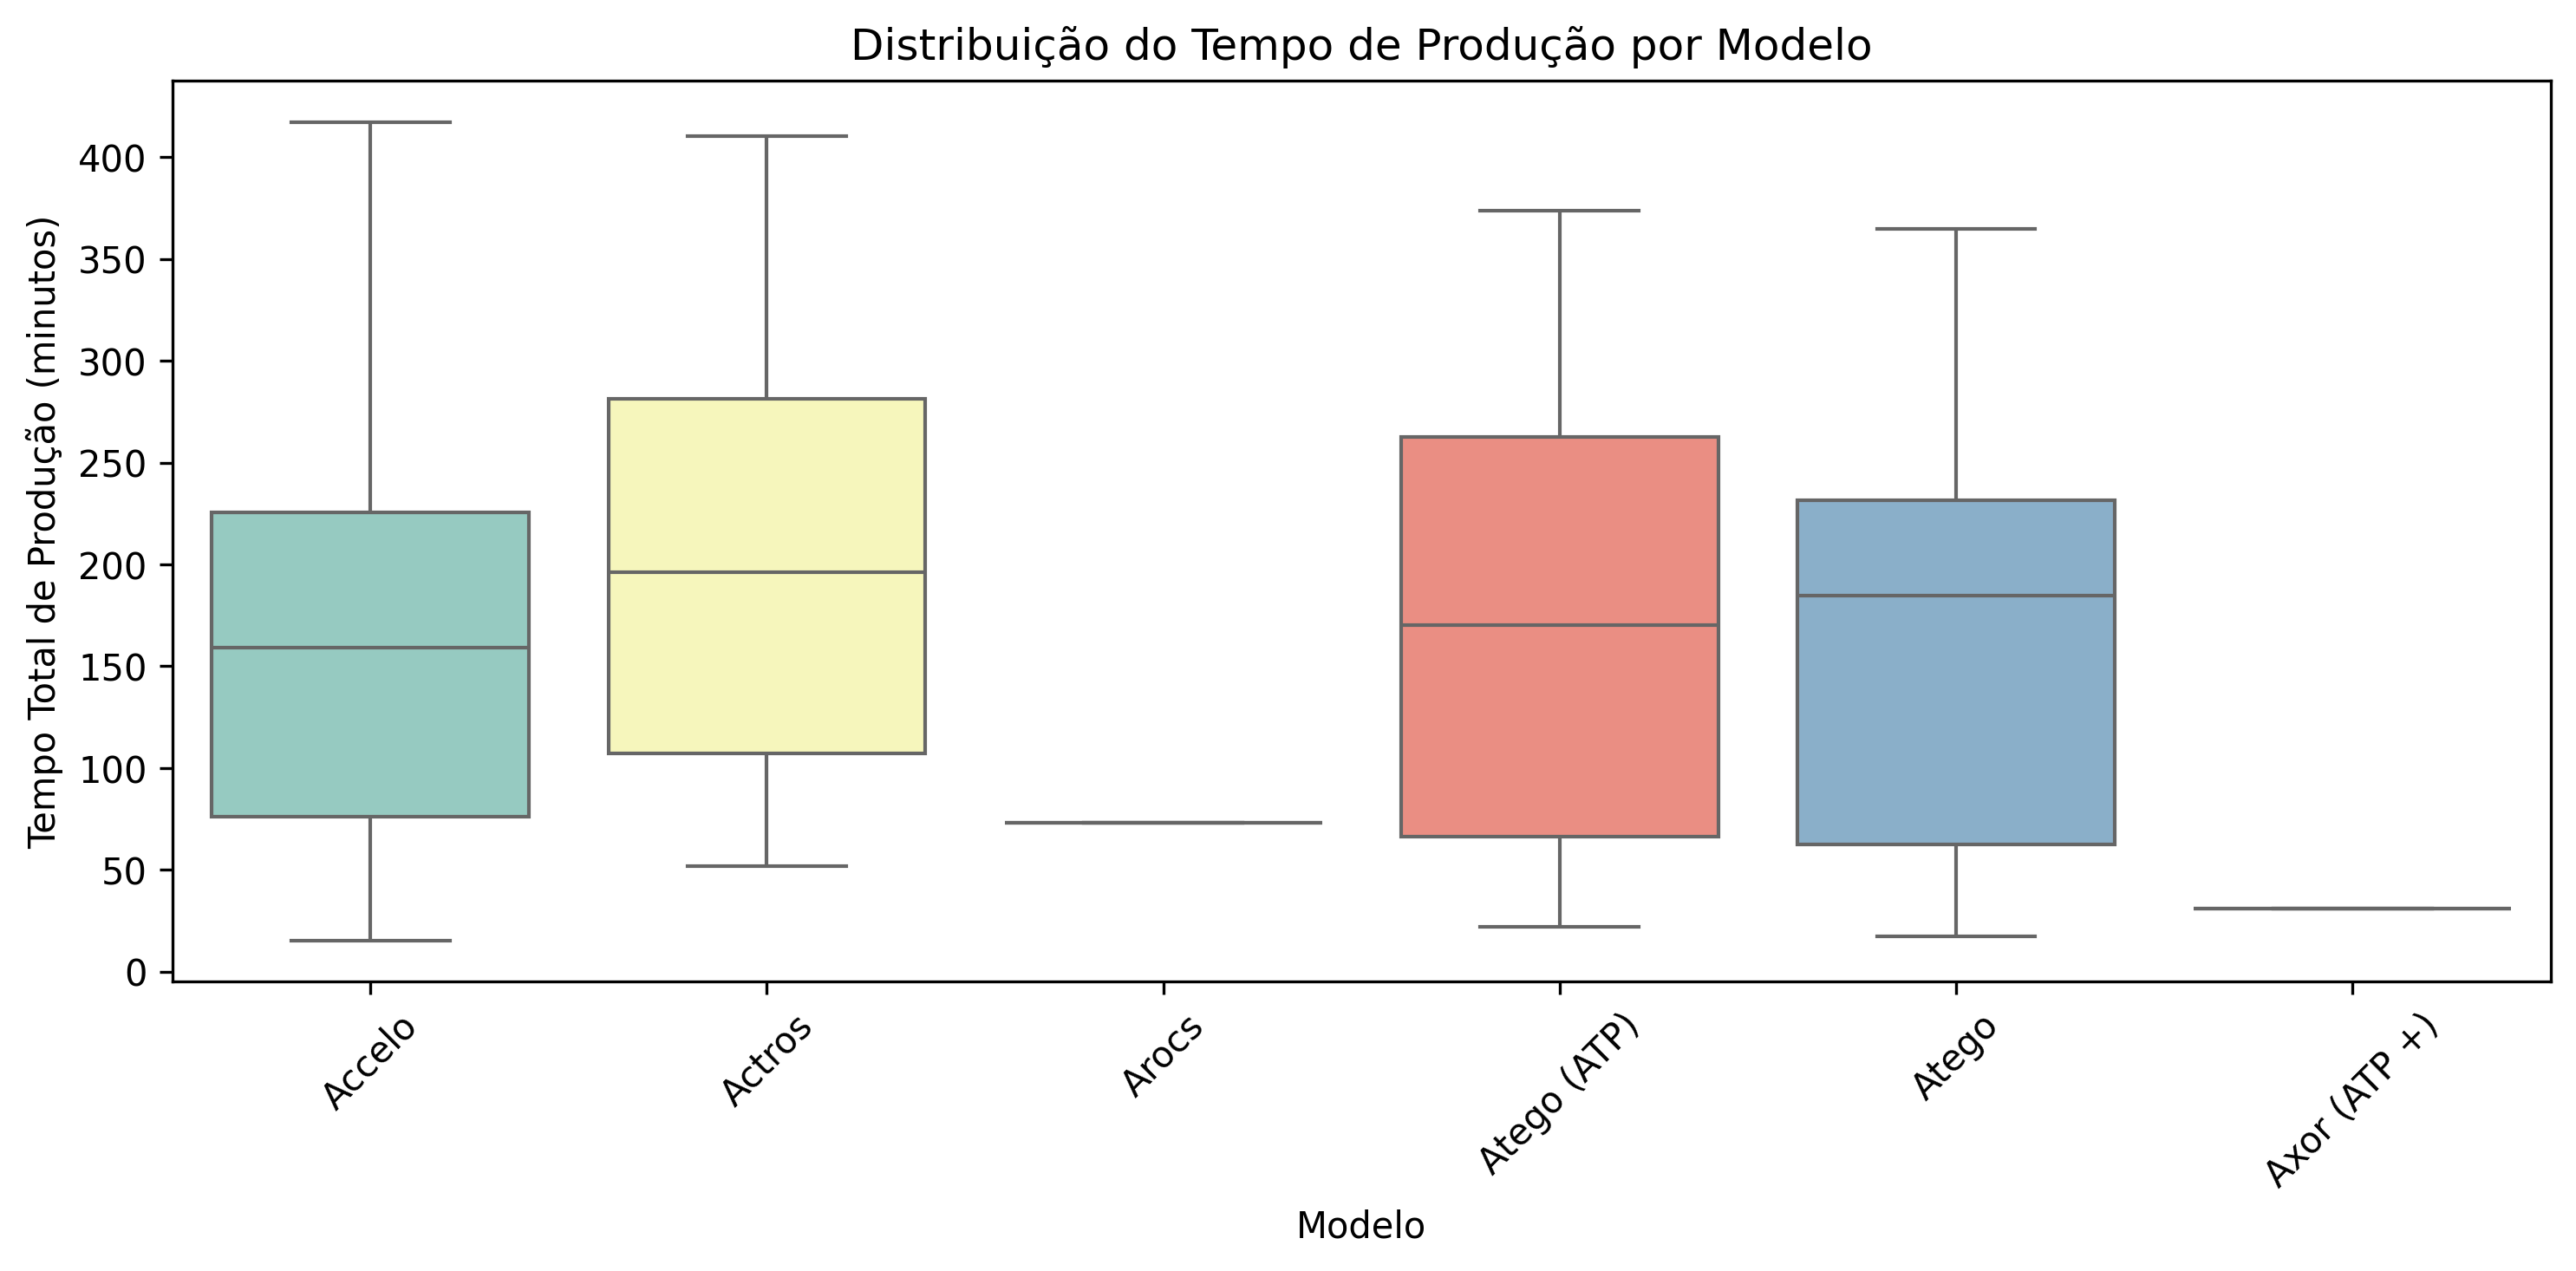 Distribuição do Tempo de Produção por Modelo
Tempo Total de Produção (minutos)
400
350
300
250
200
150
100
50
0
Accelo
Actros
Arocs
Atego (ATP)
Atego
Axor (ATP +)
Modelo